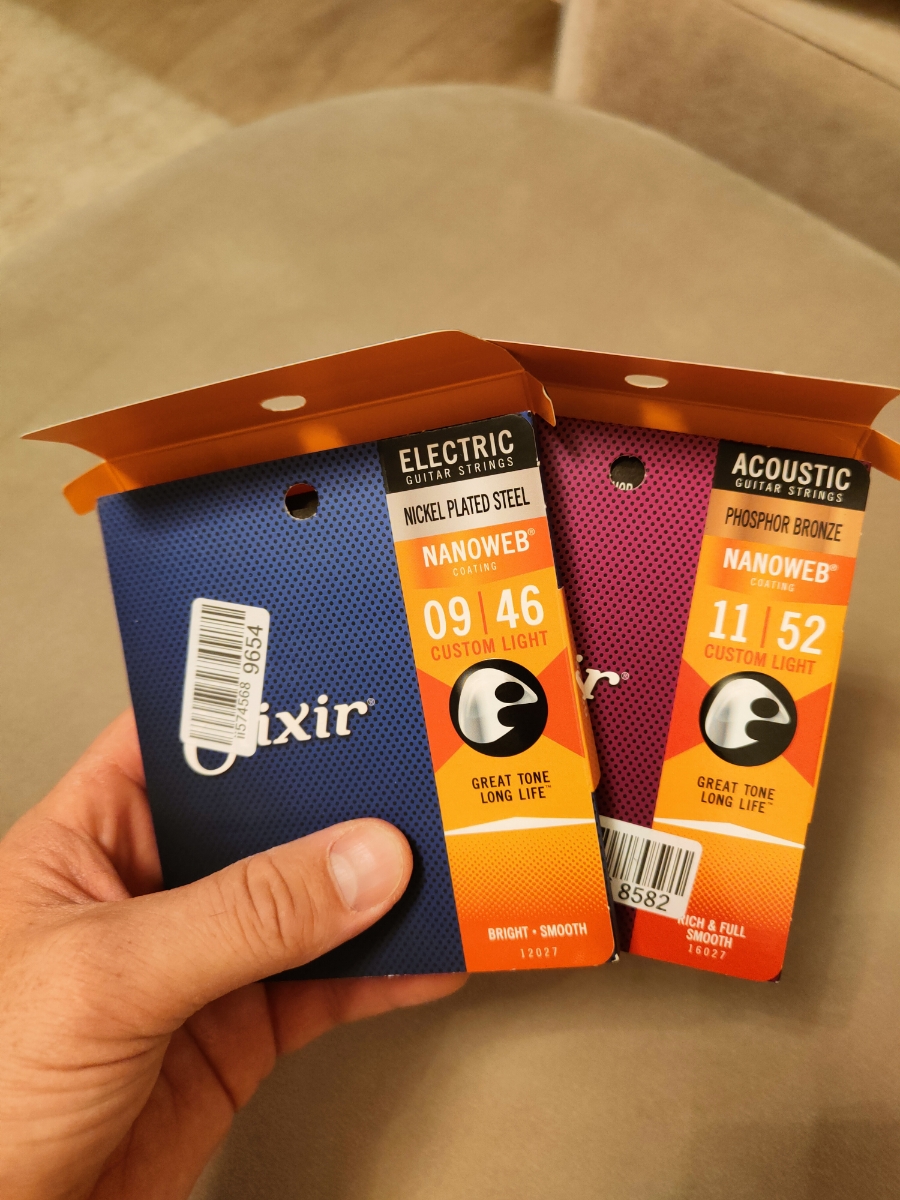 ELECTRIC
GUITAR STRINGS
NICKEL PLATED STEEL
NANOWEB®
COATING
09 | 46
CUSTOM LIGHT
GREAT TONE
LONG LIFE™
BRIGHT • SMOOTH
12027
ii574568 9654
ixir®
ACOUSTIC
GUITAR STRINGS
PHOSPHOR BRONZE
NANOWEB®
COATING
11 | 52
CUSTOM LIGHT
GREAT TONE
LONG LIFE™
RICH & FULL
SMOOTH
16027
ir®
8582